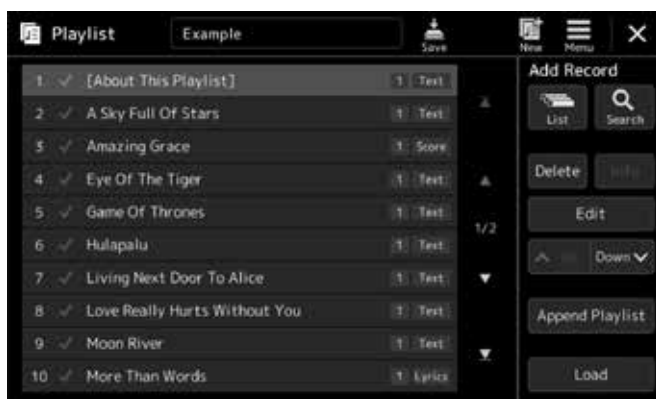 Playlist
Example
Save
New
Menu
Add Record
1 [About This Playlist] 1 Text
2 A Sky Full Of Stars 1 Text
3 Amazing Grace 1 Score
4 Eye Of The Tiger 1 Text
5 Game Of Thrones 1 Text
6 Hulapalu 1 Text
7 Living Next Door To Alice 1 Text
8 Love Really Hurts Without You 1 Text
9 Moon River 1 Text
10 More Than Words 1 Lyrics
1/2
List
Search
Delete
Edit
Down
Append Playlist
Load